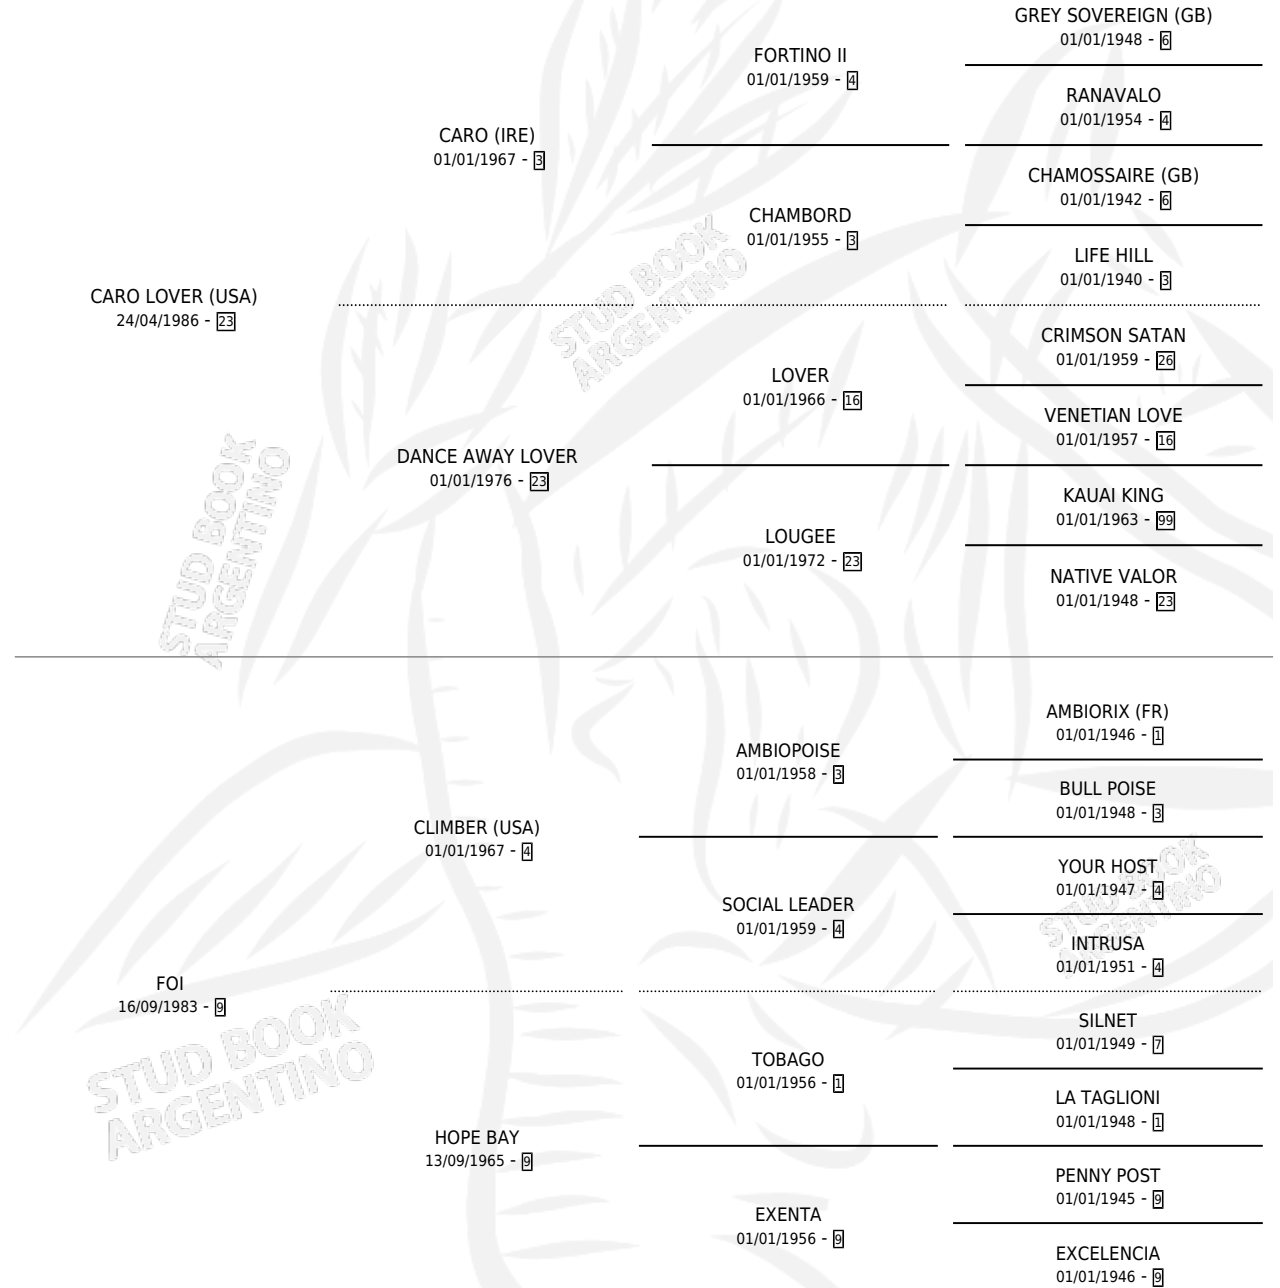 GREY SOVEREIGN (GB)
01/01/1948 - 6
FORTINO II
01/01/1959 - 4
RANAVALO
01/01/1954 - 4
CARO (IRE)
01/01/1967 - 3
CHAMOSSAIRE (GB)
01/01/1942 - 6
CHAMBORD
01/01/1955 - 3
LIFE HILL
01/01/1940 - 3
CARO LOVER (USA)
24/04/1986 - 23
CRIMSON SATAN
01/01/1959 - 26
LOVER
01/01/1966 - 16
VENETIAN LOVE
01/01/1957 - 16
DANCE AWAY LOVER
01/01/1976 - 23
KAUAI KING
01/01/1963 - 99
LOUGEE
01/01/1972 - 23
NATIVE VALOR
01/01/1948 - 23
AMBIORIX (FR)
01/01/1946 - 1
AMBIOPOISE
01/01/1958 - 3
BULL POISE
01/01/1948 - 3
CLIMBER (USA)
01/01/1967 - 4
YOUR HOST
01/01/1947 - 4
SOCIAL LEADER
01/01/1959 - 4
INTRUSA
01/01/1951 - 4
FOI
16/09/1983 - 9
SILNET
01/01/1949 - 7
TOBAGO
01/01/1956 - 1
LA TAGLIONI
01/01/1948 - 1
HOPE BAY
13/09/1965 - 9
PENNY POST
01/01/1945 - 9
EXENTA
01/01/1956 - 9
EXCELENCIA
01/01/1946 - 9
STUD BOOK
ARGENTINO
STUD BOOK
ARGENTINO
STUD BOOK
ARGENTINO
STUD BOOK
ARGENTINO